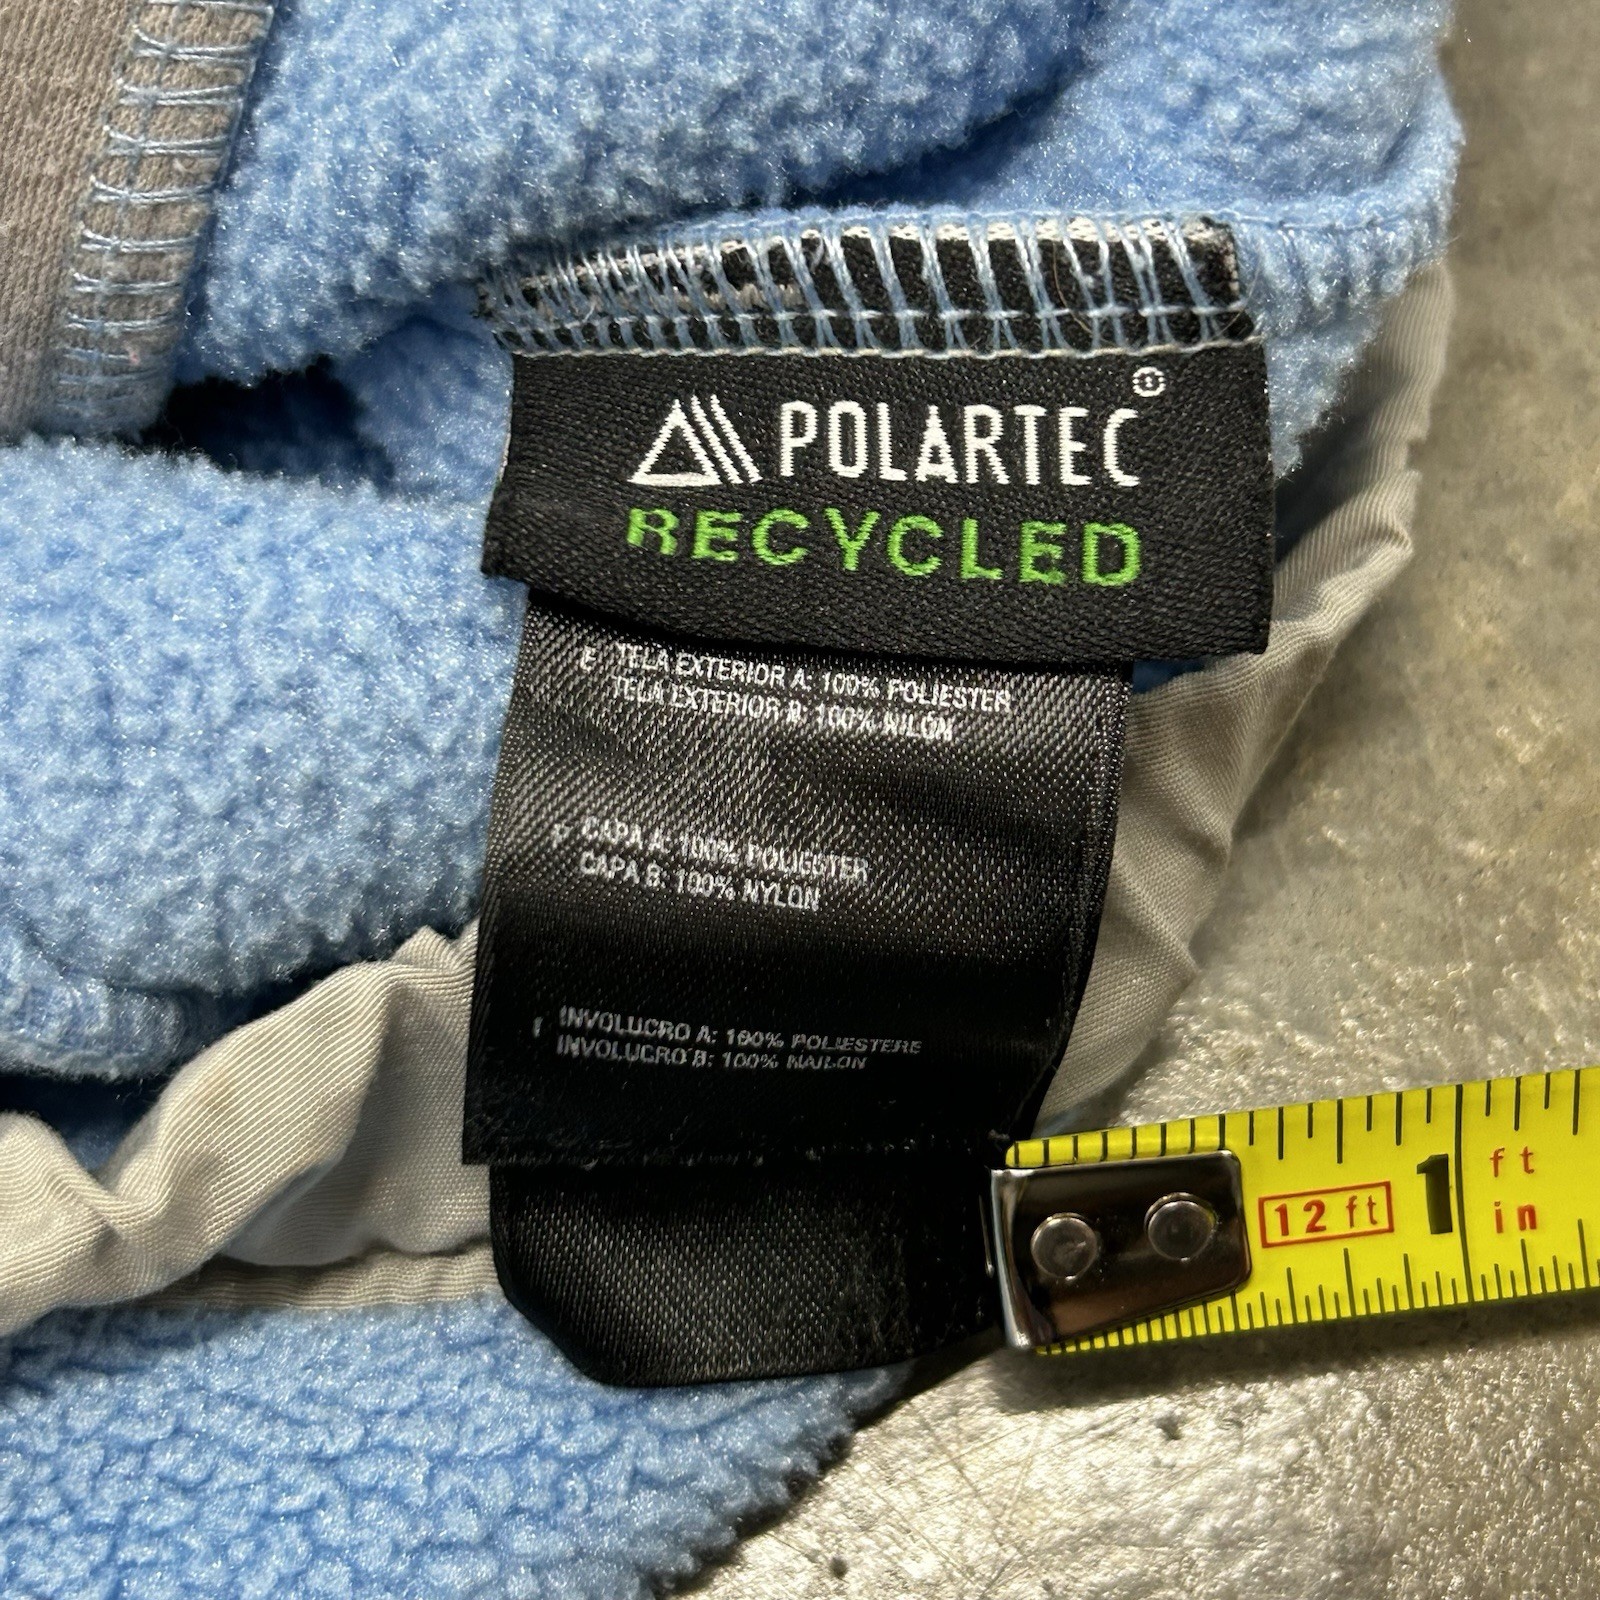 POLARTEC®
RECYCLED
E TELA EXTERIOR A: 100% POLIESTER
TELA EXTERIOR B: 100% NILÓN
CAPA A: 100% POLIESTER
CAPA B: 100% NYLON
I INVOLUCRO A: 100% POLIESTERE
INVOLUCRO B: 100% NAILON
12 ft 1 ft
in